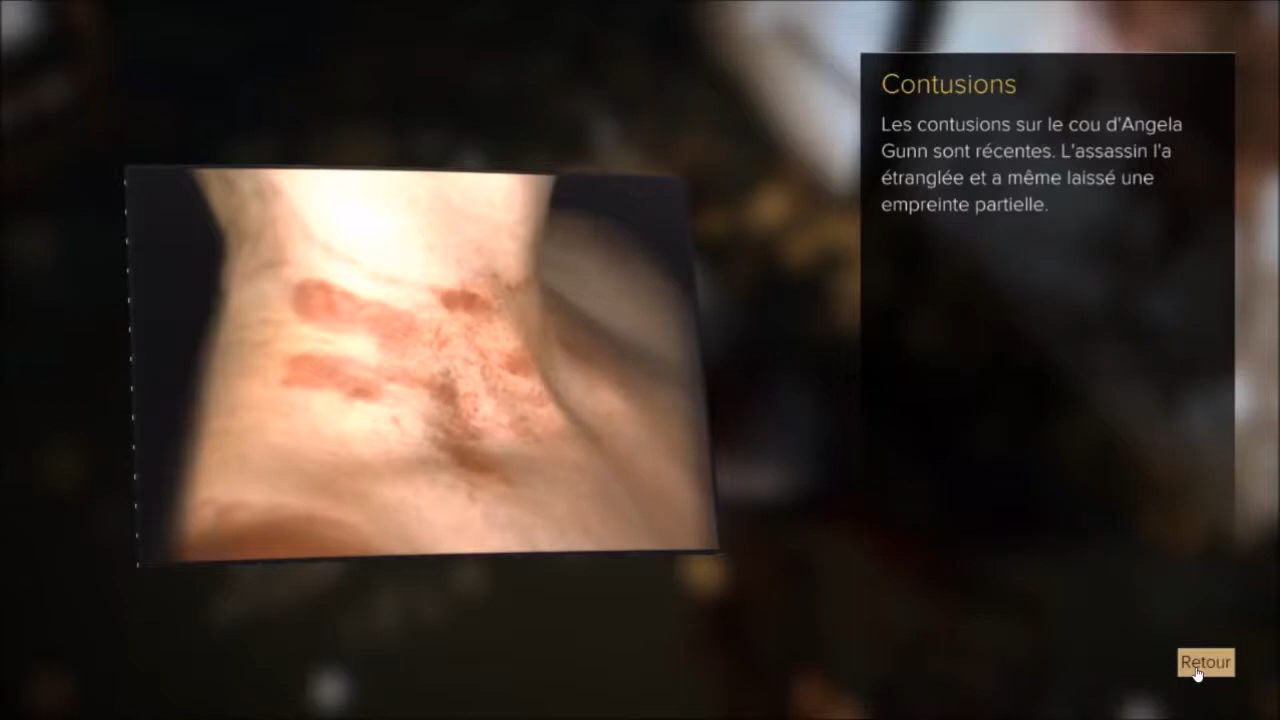 Contusions
Les contusions sur le cou d'Angela
Gunn sont récentes. L'assassin l'a
étranglée et a même laissé une
empreinte partielle.
Retour